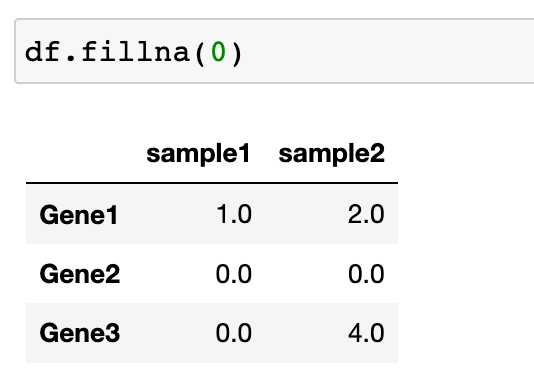 df.fillna(0)
sample1 sample2
Gene1 1.0 2.0
Gene2 0.0 0.0
Gene3 0.0 4.0